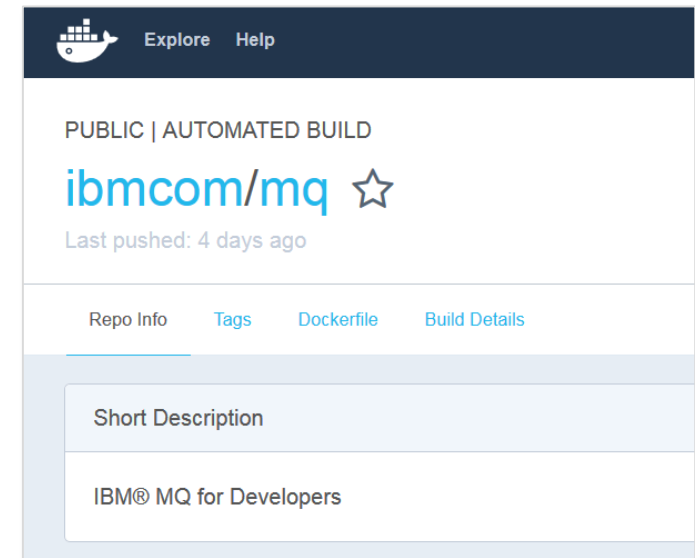 Explore Help
PUBLIC | AUTOMATED BUILD
ibmcom/mq
Last pushed: 4 days ago
Repo Info Tags Dockerfile Build Details
Short Description
IBM® MQ for Developers